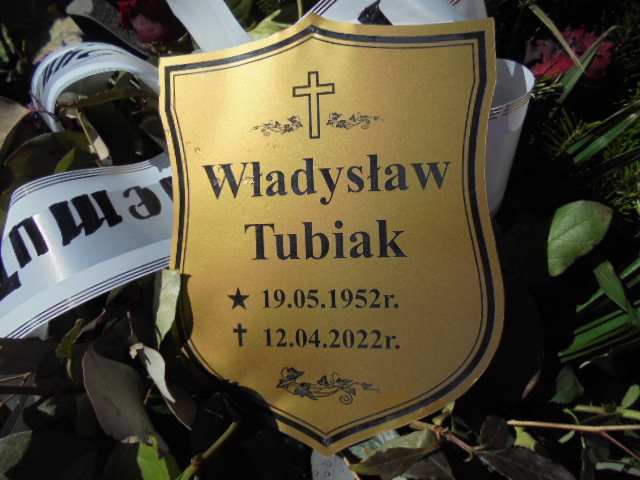 Władysław
Tubiak
★ 19.05.1952r.
✝ 12.04.2022r.